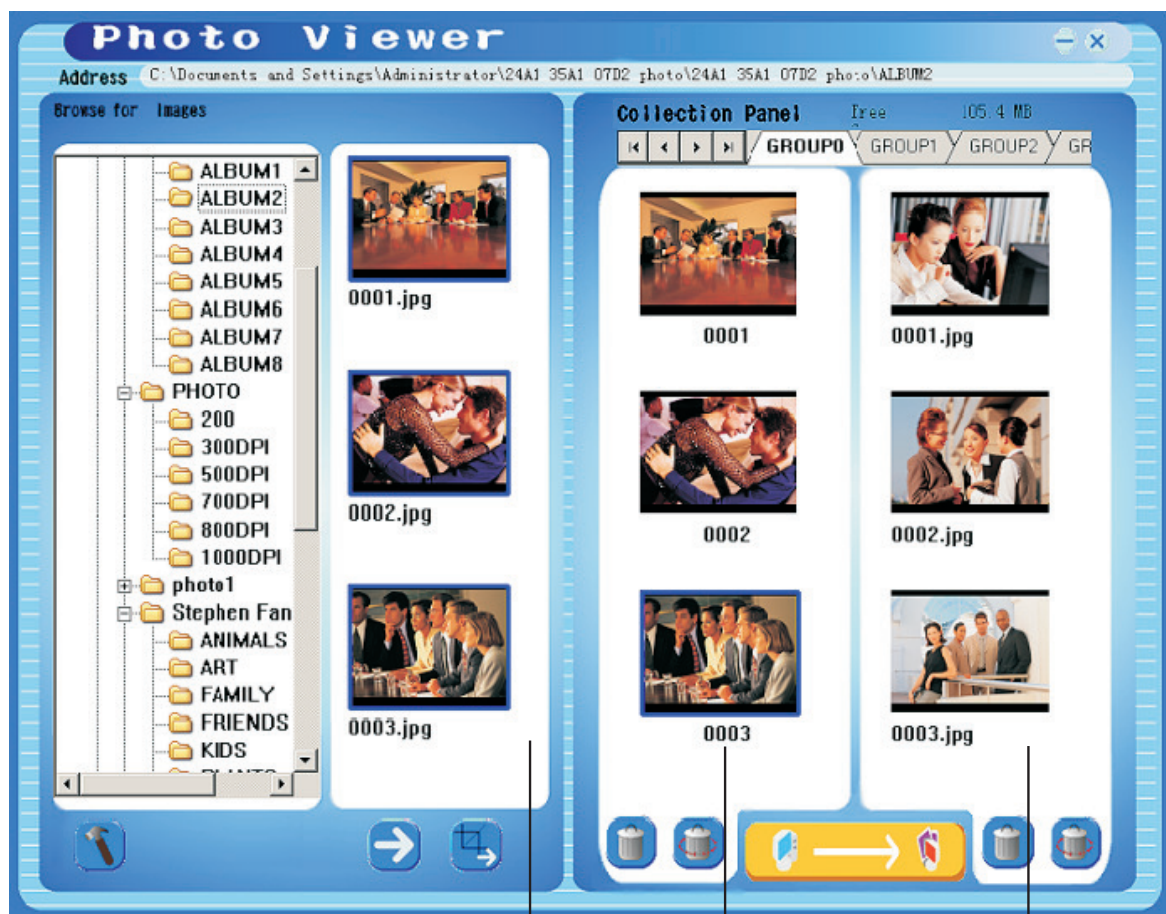 Photo Viewer
Address C:\Documents and Settings\Administrator\24A1 35A1 07D2 photo\24A1 35A1 07D2 photo\ALBUM2
Browse for Images
ALBUM1
ALBUM2
ALBUM3
ALBUM4
ALBUM5
ALBUM6
ALBUM7
ALBUM8
PHOTO
200
300DPI
500DPI
700DPI
800DPI
1000DPI
photo1
Stephen Fan
ANIMALS
ART
FAMILY
FRIENDS
KIDS
0001.jpg
0002.jpg
0003.jpg
Collection Panel Free 105.4 MB
GROUP0 GROUP1 GROUP2 GR
0001
0002
0003
0001.jpg
0002.jpg
0003.jpg